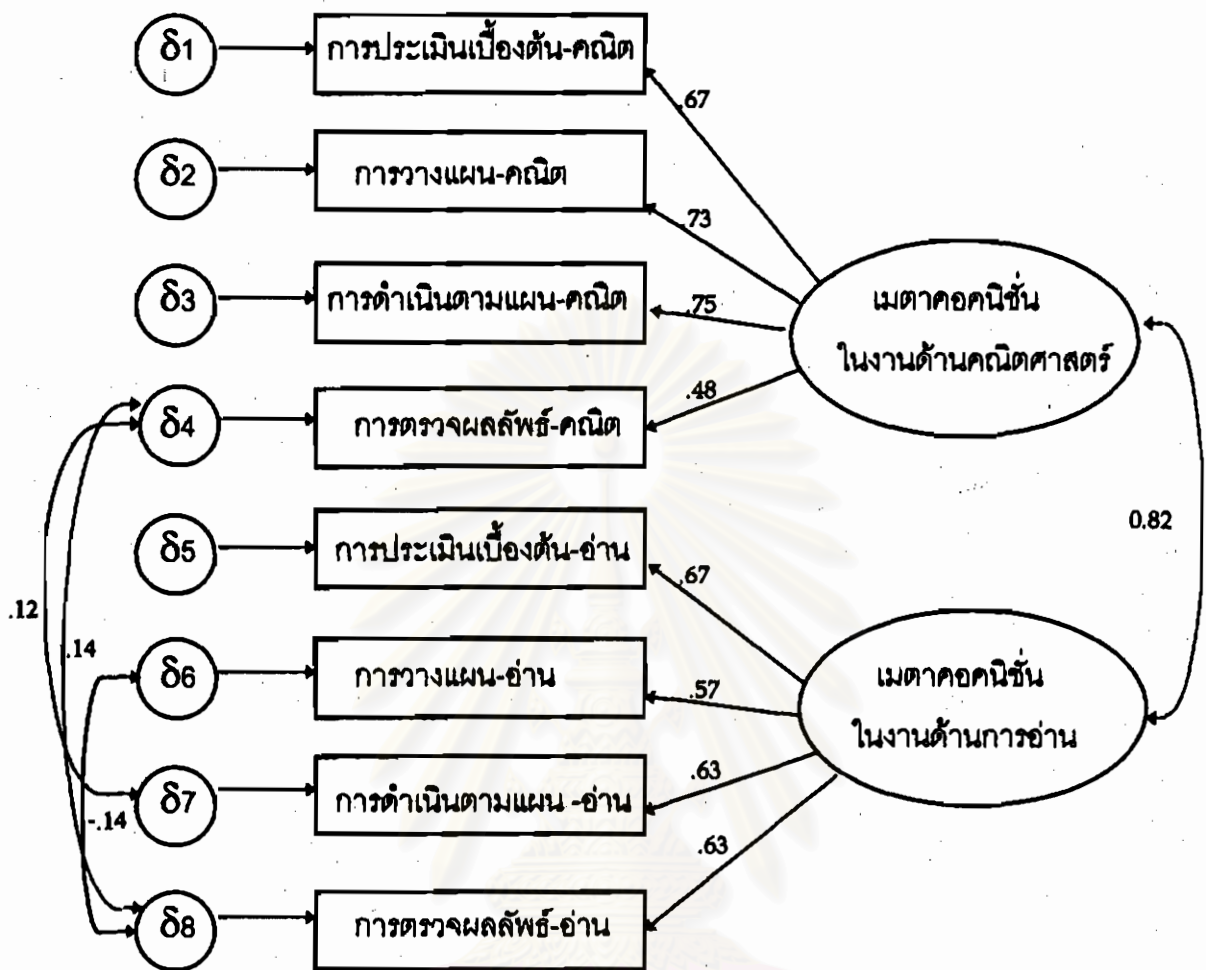 δ1
การประเมินเบื้องต้น-คณิต
.67
δ2
การวางแผน-คณิต
.73
δ3
การดำเนินตามแผน-คณิต
.75
เมตาคอคนิชั่น
ในงานด้านคณิตศาสตร์
δ4
การตรวจผลลัพธ์-คณิต
.48
0.82
δ5
การประเมินเบื้องต้น-อ่าน
.67
.12
.14
δ6
การวางแผน-อ่าน
.57
เมตาคอคนิชั่น
ในงานด้านการอ่าน
δ7
การดำเนินตามแผน -อ่าน
.63
-.14
.63
δ8
การตรวจผลลัพธ์-อ่าน